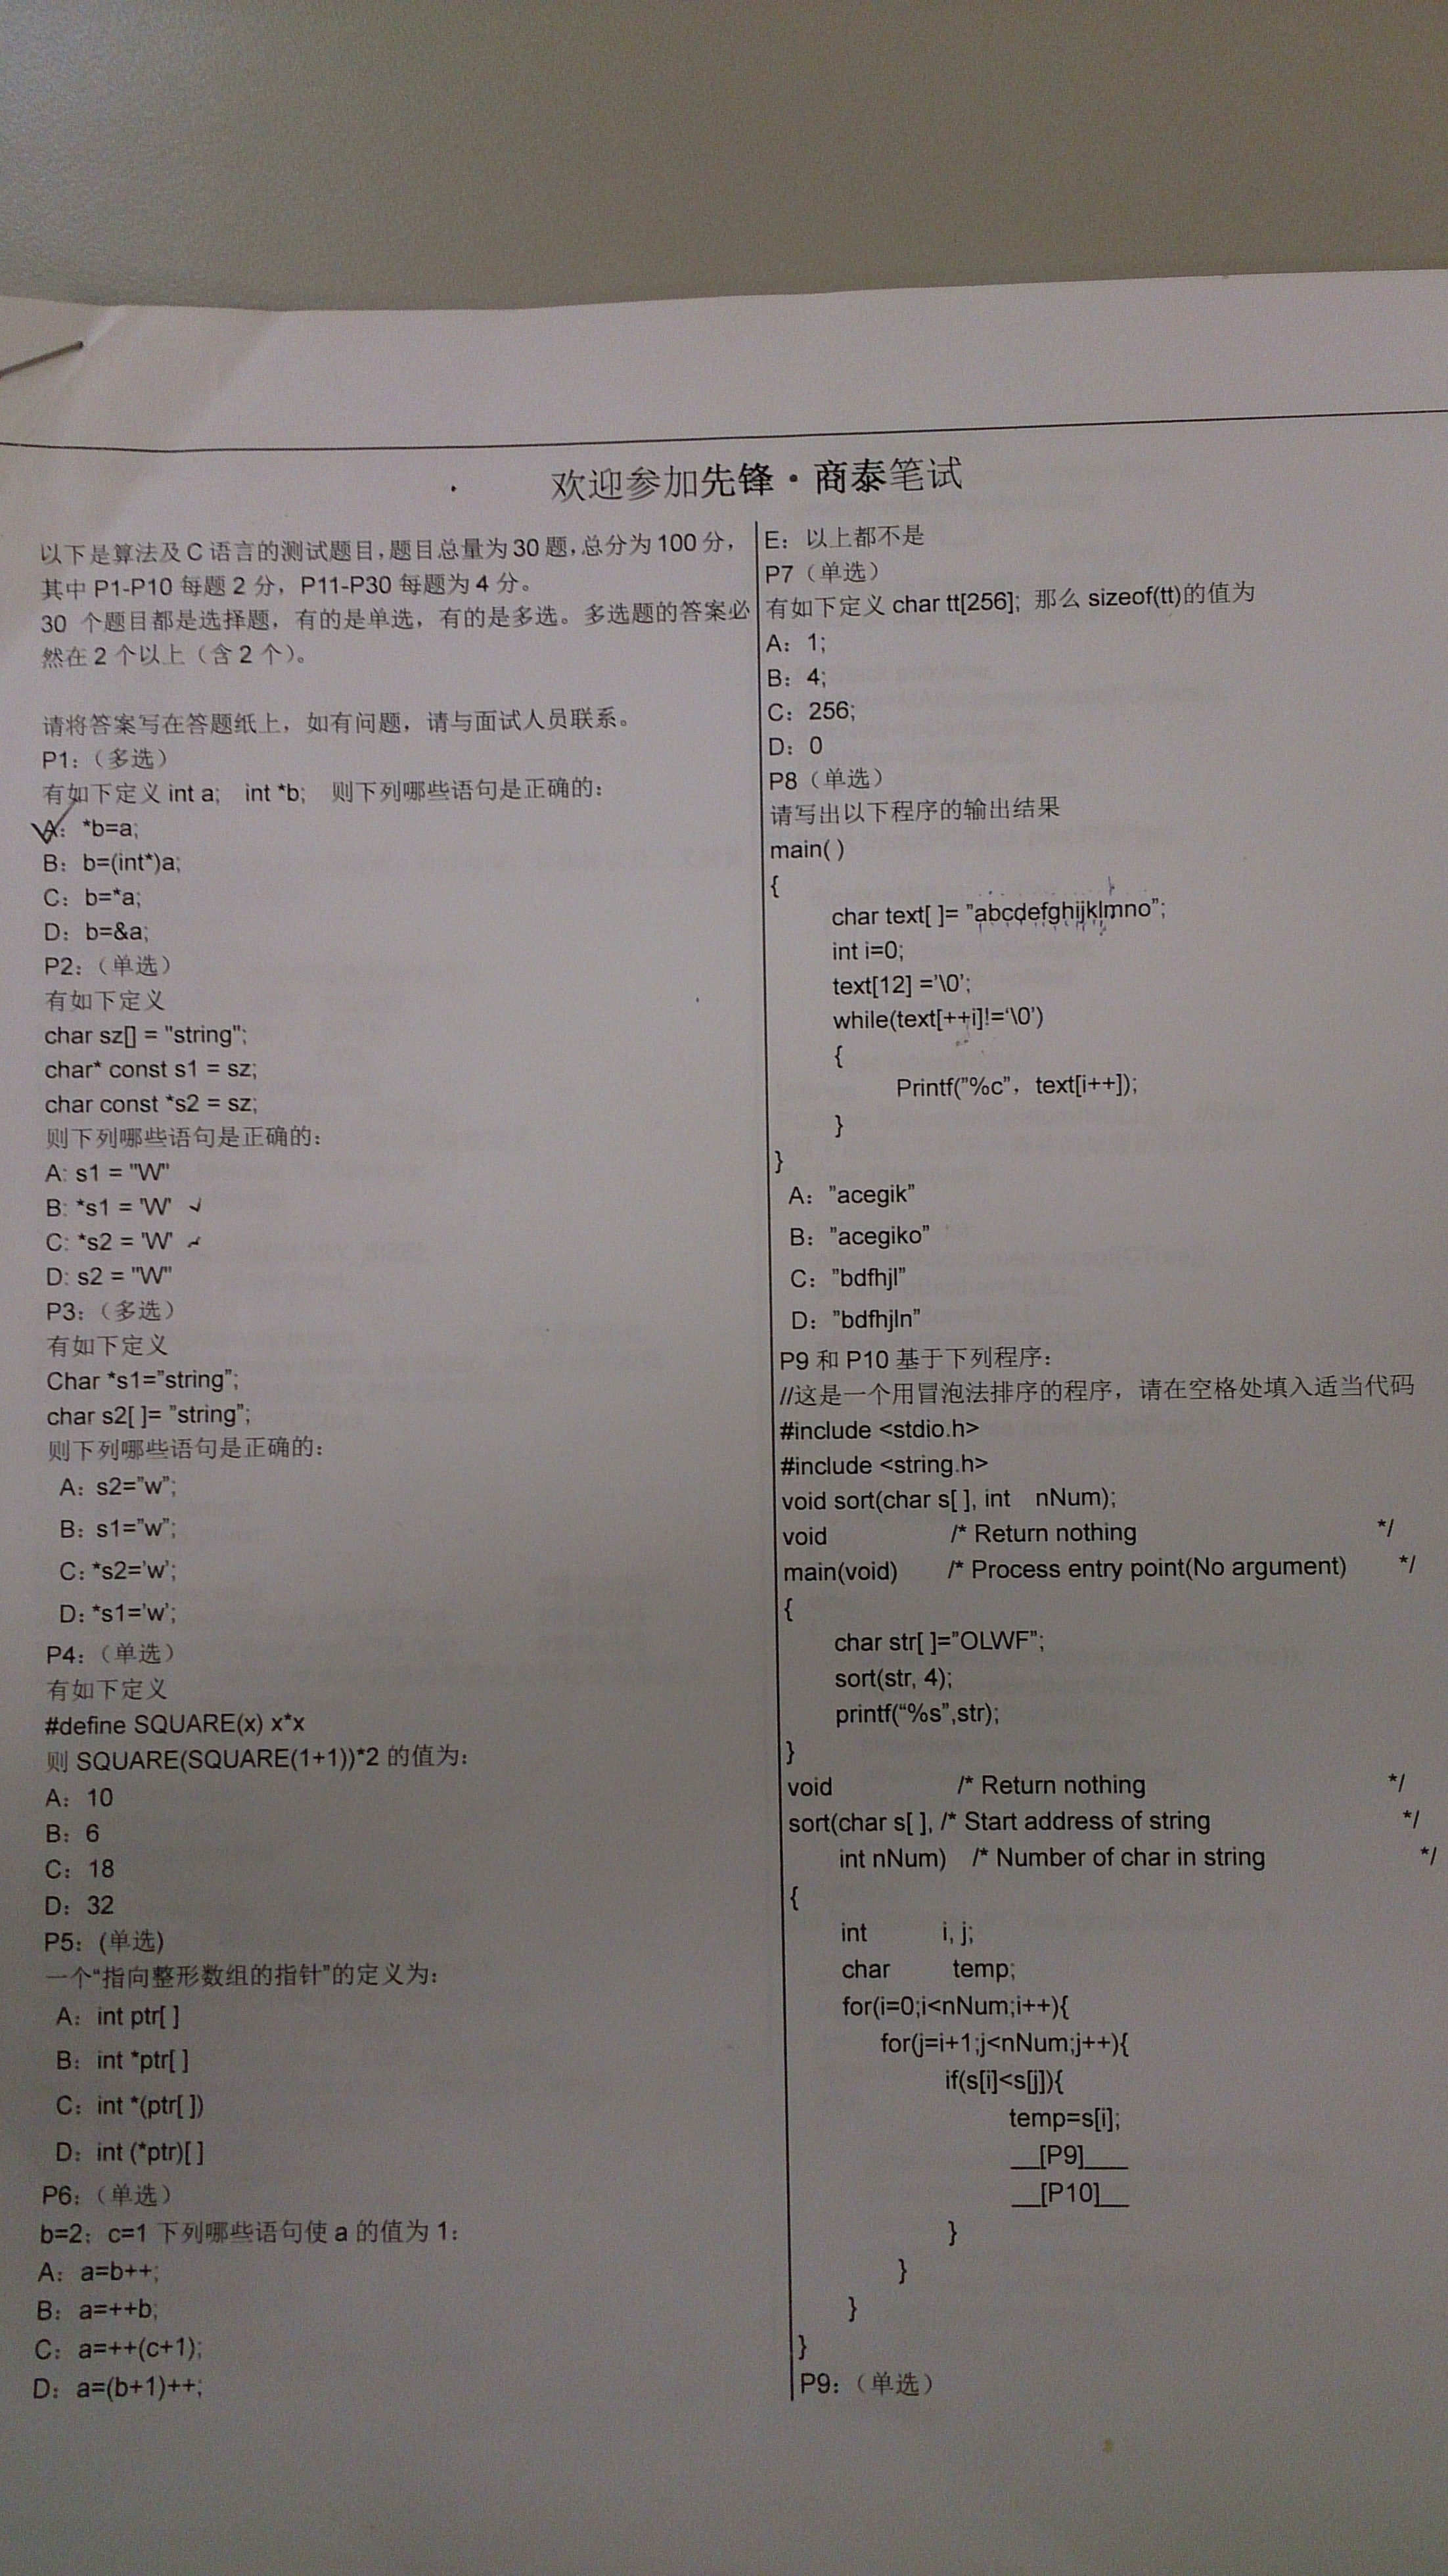 欢迎参加先锋·商泰笔试
以下是算法及C语言的测试题目,题目总量为30题,总分为100分,
其中P1-P10每题2分，P11-P30每题为4分。
30 个题目都是选择题，有的是单选，有的是多选。多选题的答案必
然在2个以上（含2个）。
请将答案写在答题纸上，如有问题，请与面试人员联系。
P1：（多选）
有如下定义int a; int *b; 则下列哪些语句是正确的：
A： *b=a;
B： b=(int*)a;
C： b=*a;
D： b=&a;
P2：（单选）
有如下定义
char sz[] = "string";
char* const s1 = sz;
char const *s2 = sz;
则下列哪些语句是正确的：
A: s1 = "W"
B: *s1 = 'W'
C: *s2 = 'W'
D: s2 = "W"
P3：（多选）
有如下定义
Char *s1="string";
char s2[ ]= "string";
则下列哪些语句是正确的：
A：s2="w";
B：s1="w";
C：*s2='w';
D：*s1='w';
P4：（单选）
有如下定义
#define SQUARE(x) x*x
则 SQUARE(SQUARE(1+1))*2 的值为：
A：10
B：6
C：18
D：32
P5：(单选)
一个“指向整形数组的指针”的定义为：
A：int ptr[ ]
B：int *ptr[ ]
C：int *(ptr[ ])
D：int (*ptr)[ ]
P6：（单选）
b=2；c=1 下列哪些语句使 a 的值为 1：
A：a=b++;
B：a=++b;
C：a=++(c+1);
D：a=(b+1)++;
E：以上都不是
P7（单选）
有如下定义 char tt[256]; 那么 sizeof(tt)的值为
A：1;
B：4;
C：256;
D：0
P8（单选）
请写出以下程序的输出结果
main( )
{
char text[ ]= ”abcdefghijklmno”;
int i=0;
text[12] ='\0';
while(text[++i]!='\0')
{
Printf(”%c”，text[i++]);
}
}
A：”acegik”
B：”acegiko”
C：”bdfhjl”
D：”bdfhjln”
P9 和 P10 基于下列程序：
//这是一个用冒泡法排序的程序，请在空格处填入适当代码
#include <stdio.h>
#include <string.h>
void sort(char s[ ], int nNum);
void /* Return nothing */
main(void) /* Process entry point(No argument) */
{
char str[ ]=”OLWF”;
sort(str, 4);
printf(“%s”,str);
}
void /* Return nothing */
sort(char s[ ], /* Start address of string */
int nNum) /* Number of char in string */
{
int i, j;
char temp;
for(i=0;i<nNum;i++){
for(j=i+1;j<nNum;j++){
if(s[i]<s[j]){
temp=s[i];
__[P9]___
__[P10]__
}
}
}
}
P9：（单选）